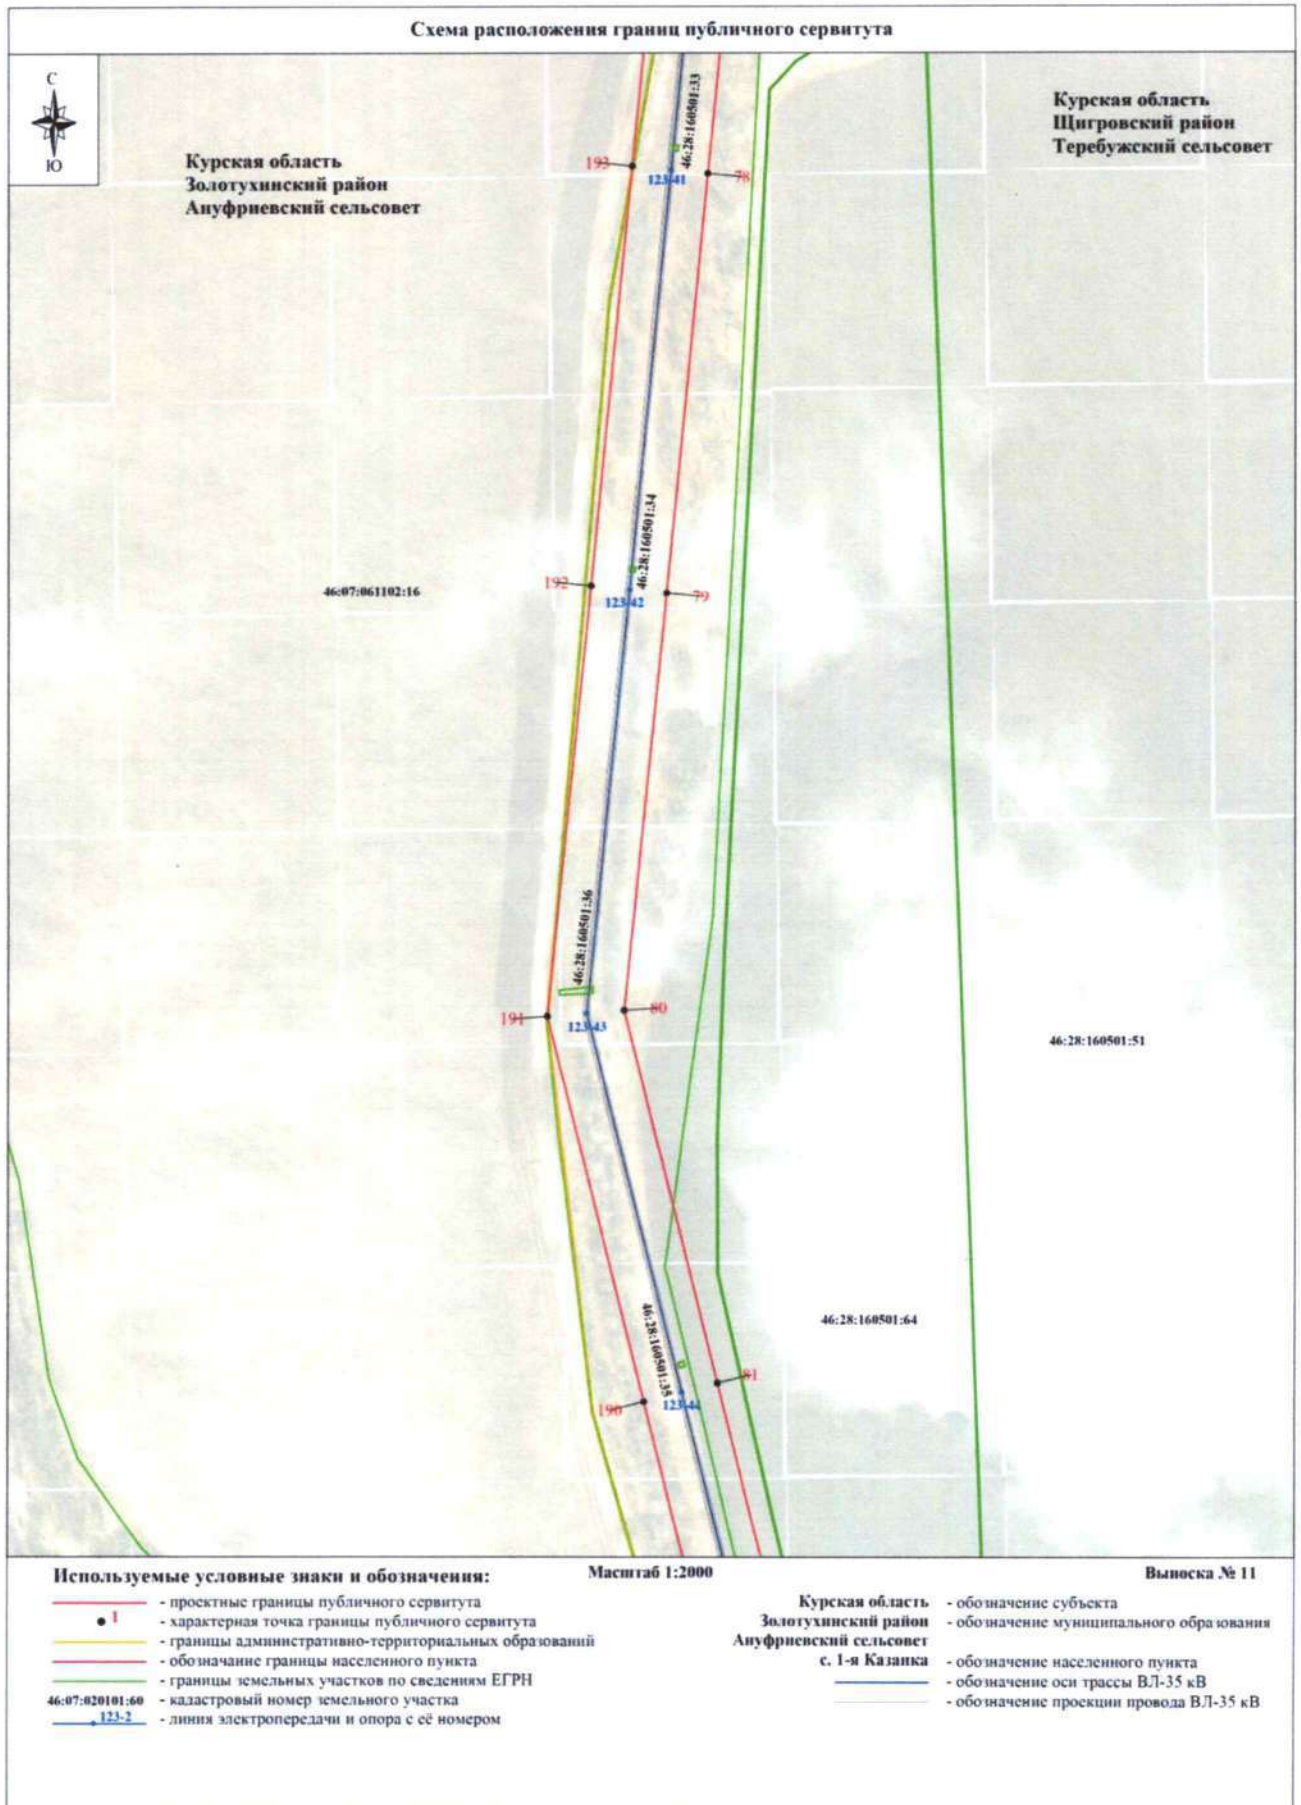 Схема расположения границ публичного сервитута
С
Ю
Курская область
Золотухинский район
Ануфриевский сельсовет
Курская область
Щигровский район
Теребужский сельсовет
46:28:160501:33
193
123-41
78
46:28:160501:34
192
123-42
79
46:07:061102:16
46:28:160501:36
191
123-43
80
46:28:160501:51
46:28:160501:64
46:28:160501:35
190
123-44
81
Используемые условные знаки и обозначения:
Масштаб 1:2000
Выноска № 11
- проектные границы публичного сервитута
1 - характерная точка границы публичного сервитута
- границы административно-территориальных образований
- обозначание границы населенного пункта
- границы земельных участков по сведениям ЕГРН
46:07:020101:60 - кадастровый номер земельного участка
123-2 - линия электропередачи и опора с её номером
Курская область - обозначение субъекта
Золотухинский район - обозначение муниципального образования
Ануфриевский сельсовет
с. 1-я Казанка - обозначение населенного пункта
- обозначение оси трассы ВЛ-35 кВ
- обозначение проекции провода ВЛ-35 кВ